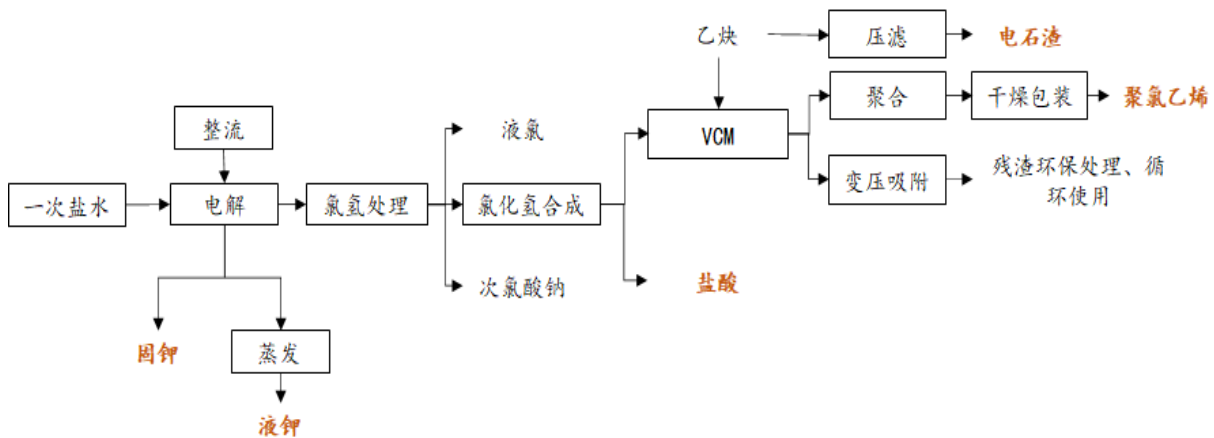 乙炔
压滤
电石渣
整流
液氯
VCM
聚合
干燥包装
聚氯乙烯
一次盐水
电解
氯氢处理
氯化氢合成
变压吸附
残渣环保处理、循
环使用
次氯酸钠
盐酸
固钾
蒸发
液钾